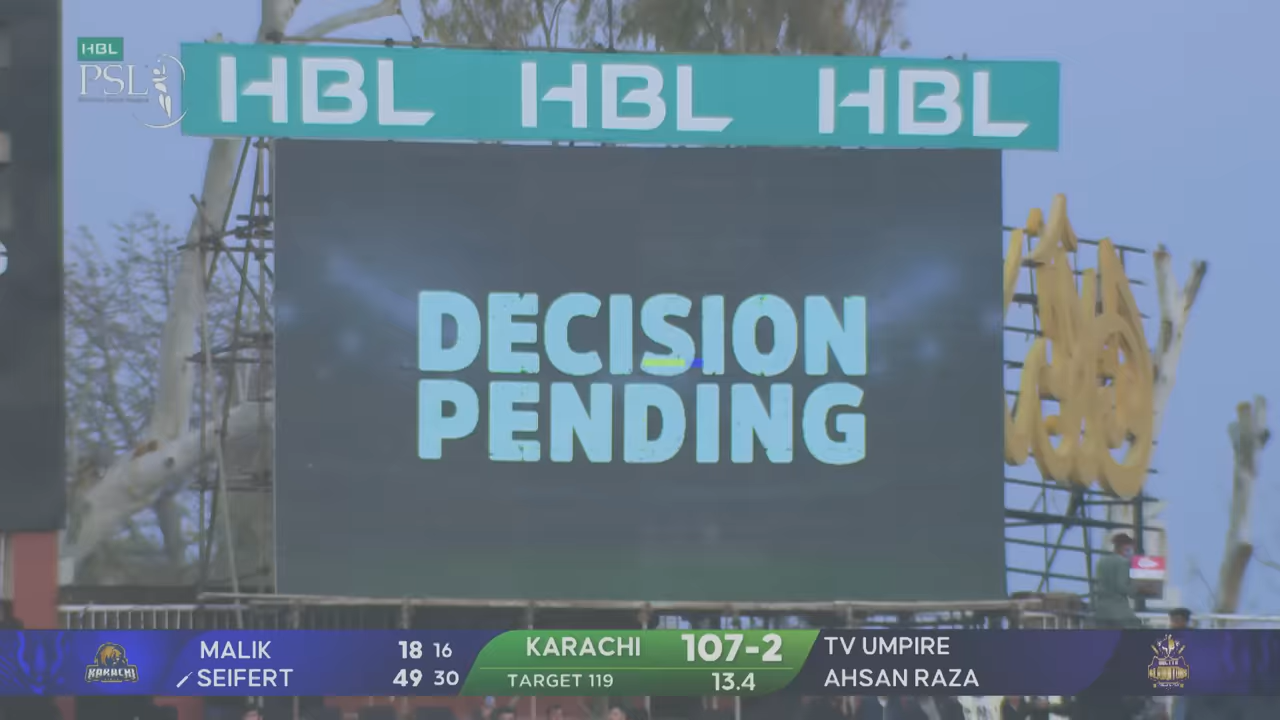 HBL
PSL
HBL HBL HBL
DECISION
PENDING
MALIK 18 16
SEIFERT 49 30
KARACHI 107-2
TARGET 119 13.4
TV UMPIRE
AHSAN RAZA
KARACHI